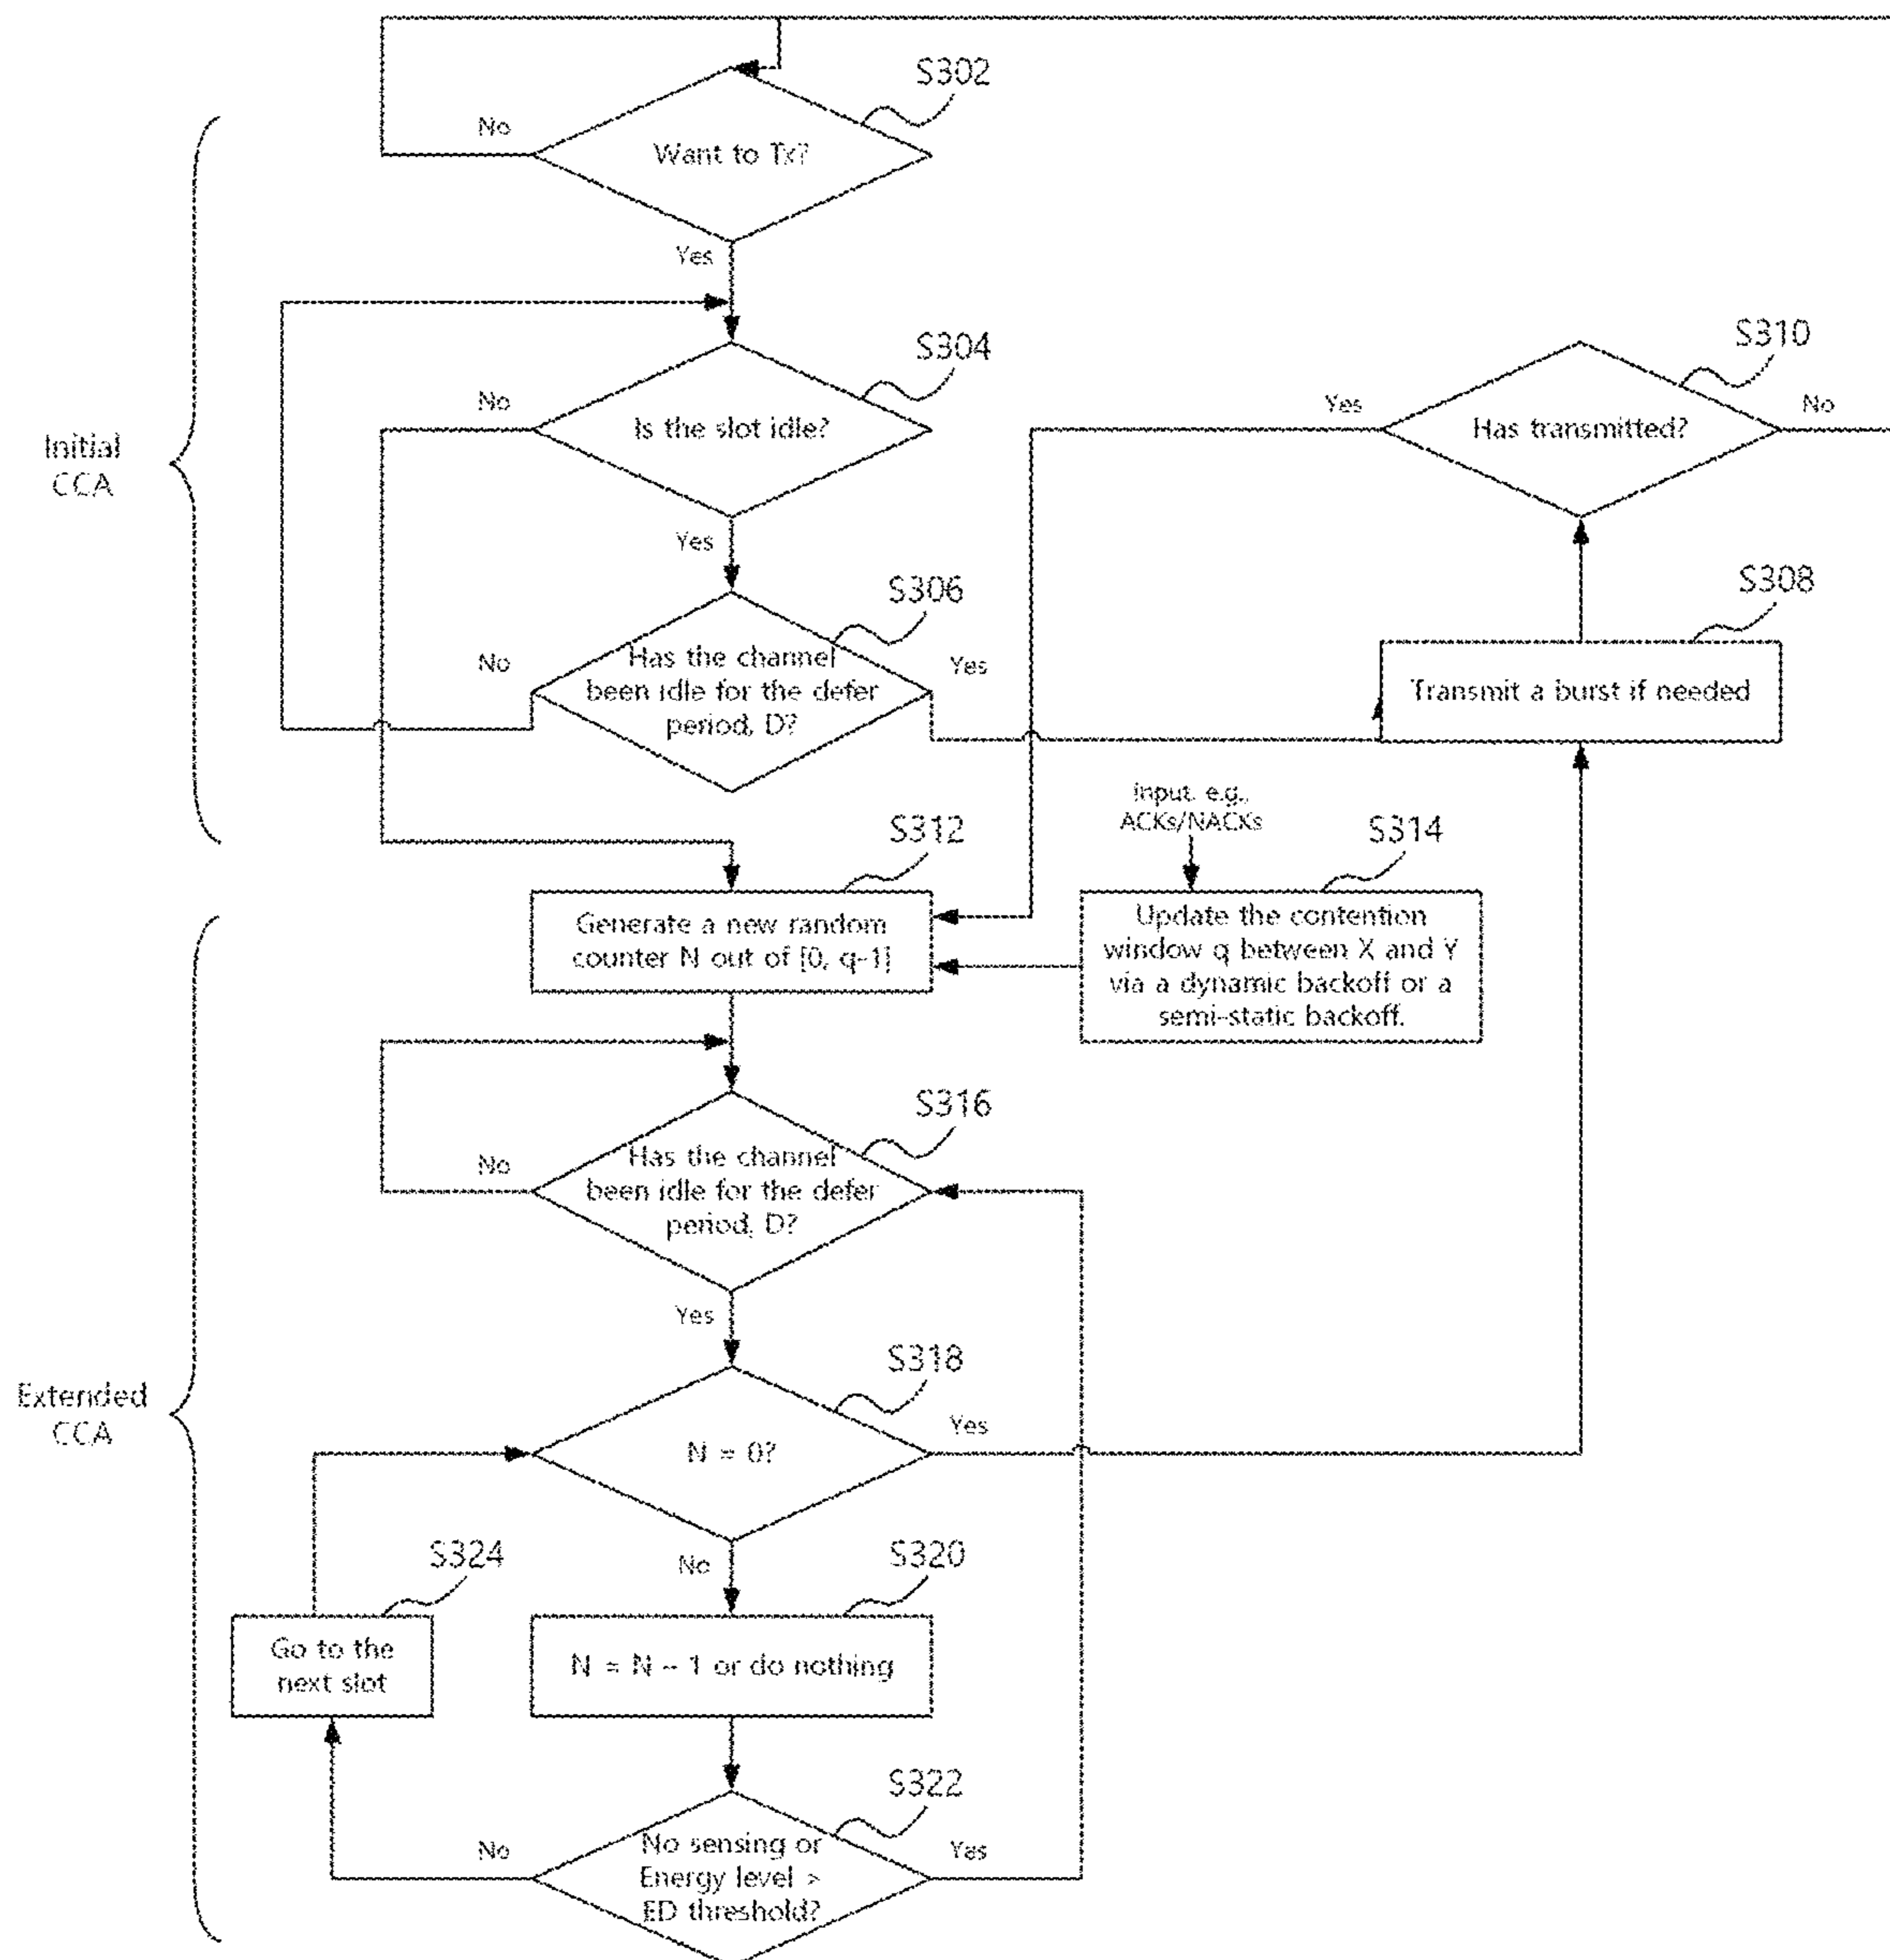 S302
No
Want to Tx?
Yes
S304
No
Is the slot idle?
Yes
S310
Yes
Has transmitted?
No
Initial
CCA
S306
No
Has the channel
been idle for the defer
period, D?
Yes
S308
Transmit a burst if needed
S312
Generate a new random
counter N out of [0, q-1]
Input. e.g.,
ACKs/NACKs
S314
Update the contention
window q between X and Y
via a dynamic backoff or a
semi-static backoff.
S316
No
Has the channel
been idle for the defer
period, D?
Yes
Extended
CCA
S318
N = 0?
Yes
No
S324
Go to the
next slot
S320
N = N - 1 or do nothing
S322
No
No sensing or
Energy level >
ED threshold?
Yes